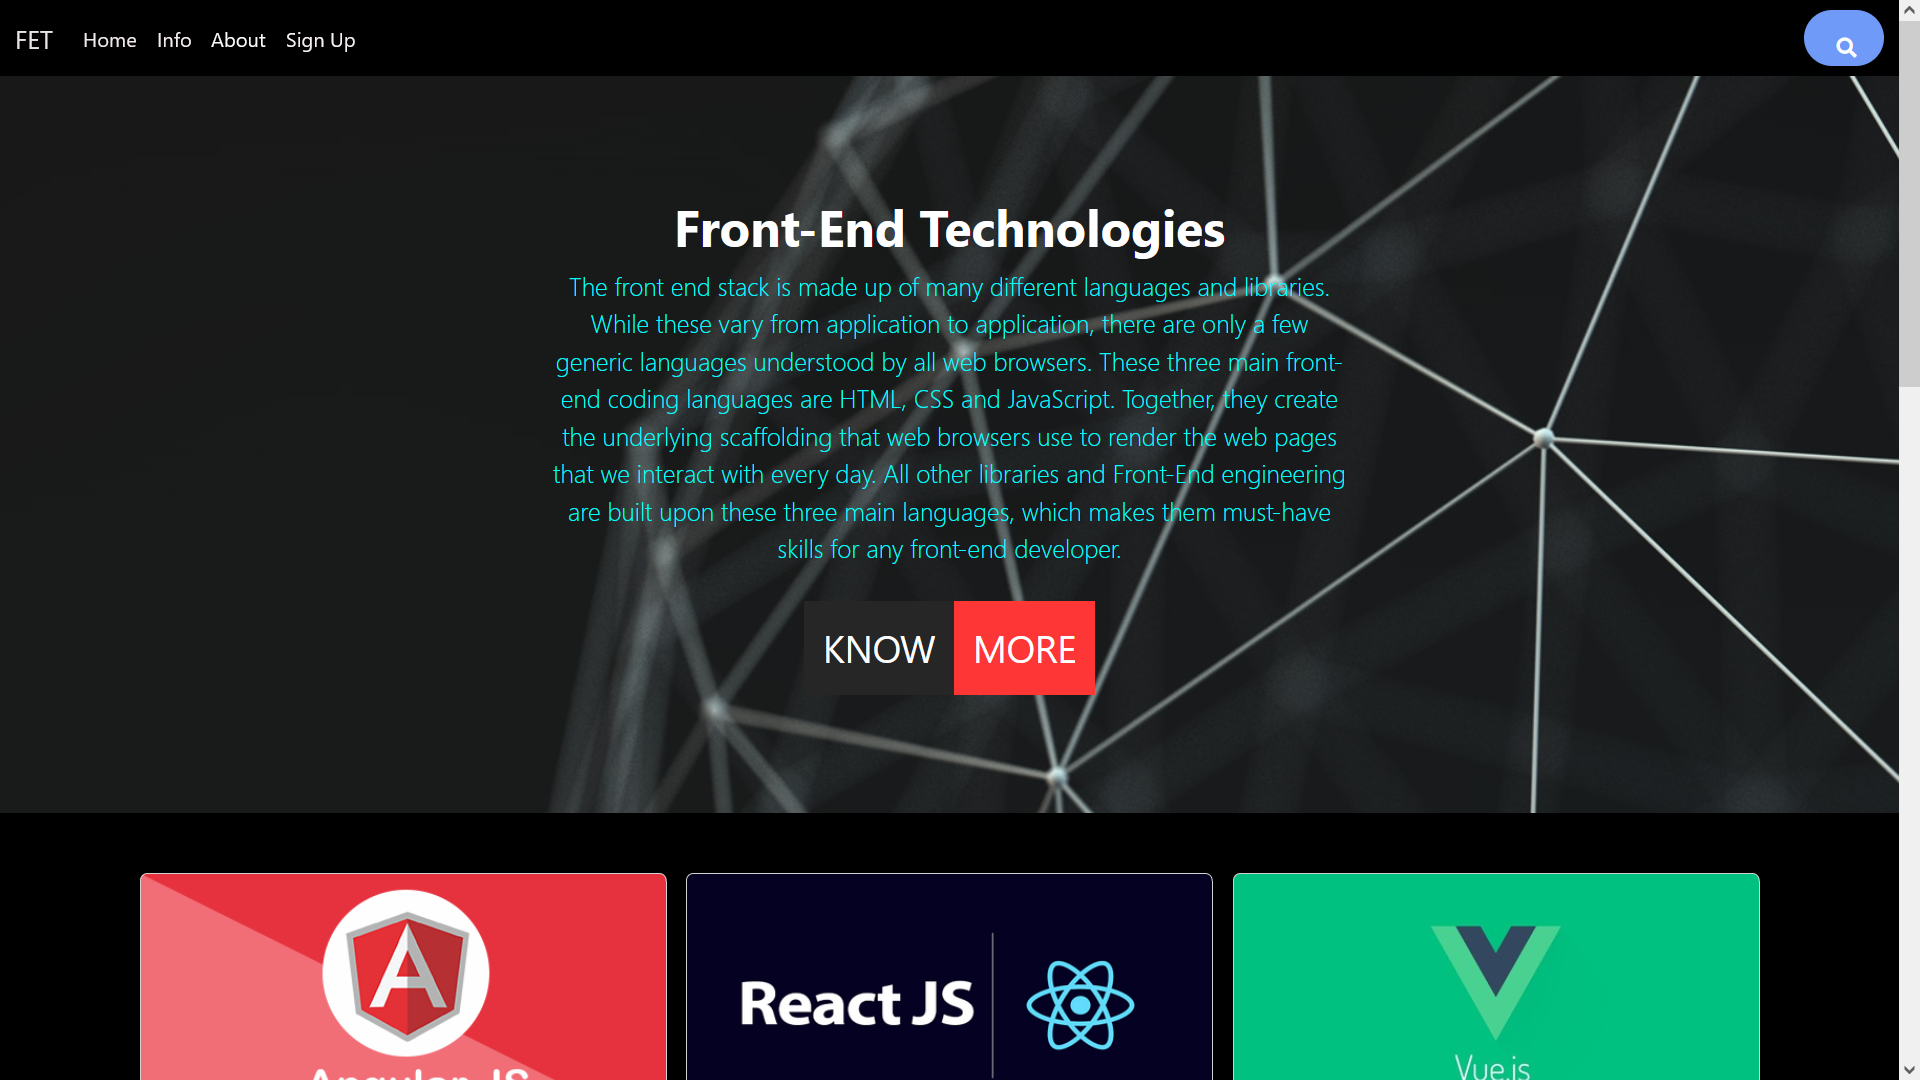 FET Home Info About Sign Up
Front-End Technologies
The front end stack is made up of many different languages and libraries.
While these vary from application to application, there are only a few
generic languages understood by all web browsers. These three main front-
end coding languages are HTML, CSS and JavaScript. Together, they create
the underlying scaffolding that web browsers use to render the web pages
that we interact with every day. All other libraries and Front-End engineering
are built upon these three main languages, which makes them must-have
skills for any front-end developer.
KNOW MORE
Angular JS
React JS
Vue.js